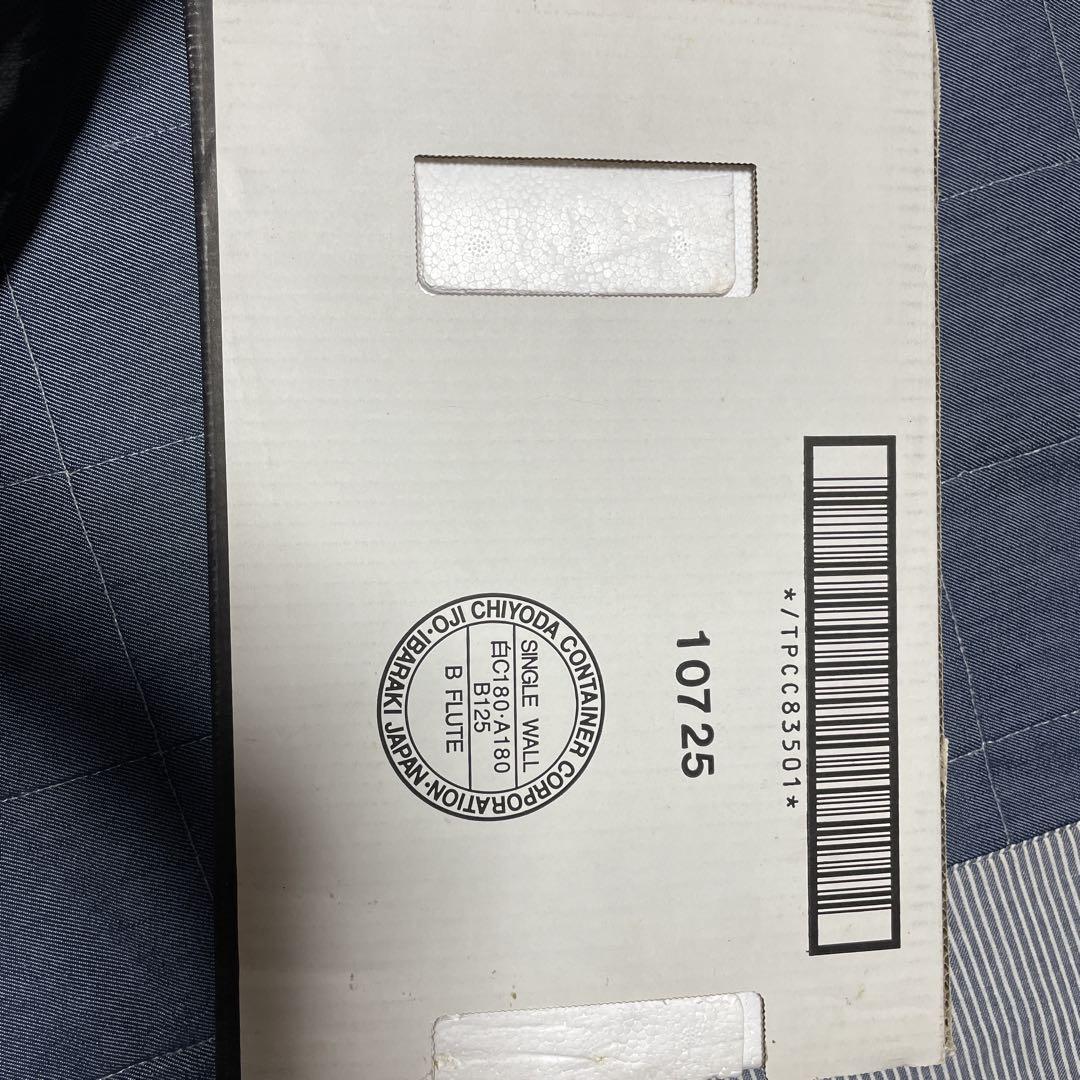 */TPCC83501*
10725
OJI CHIYODA CONTAINER CORPORATION·IBARAKI JAPAN·
SINGLE WALL
白C180·A180
B125
B FLUTE